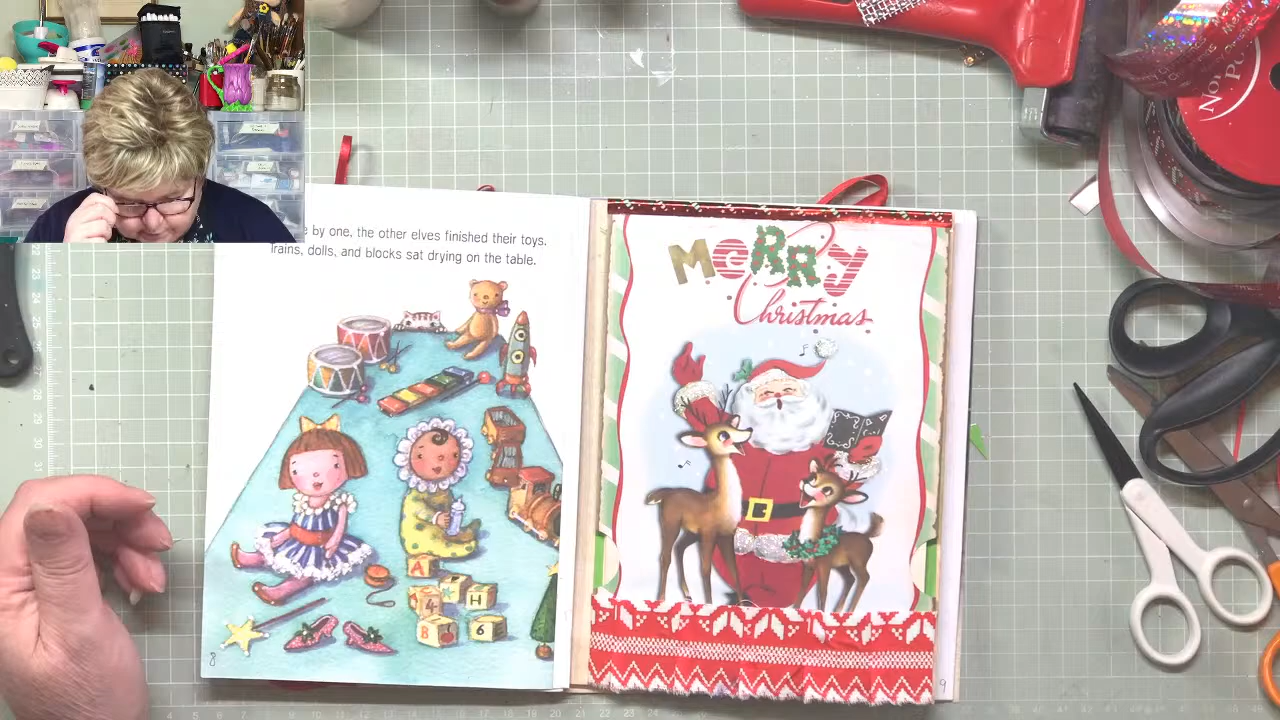 e by one, the other elves finished their toys.
Trains, dolls, and blocks sat drying on the table.
MERRY
Christmas
A
4 H
B 6
8
9